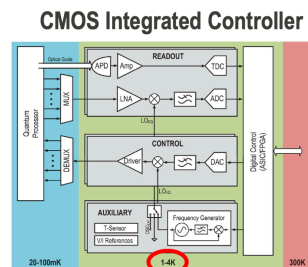 CMOS Integrated Controller
READOUT
Optical Guide
APD
Amp
TDC
MUX
LNA
ADC
LO
Quantum
Processor
CONTROL
DEMUX
Driver
DAC
LO
Digital Control
(ASIC/FPGA)
AUXILIARY
T-Sensor
V/I References
Frequency Generator
20-100mK
1-4K
300K